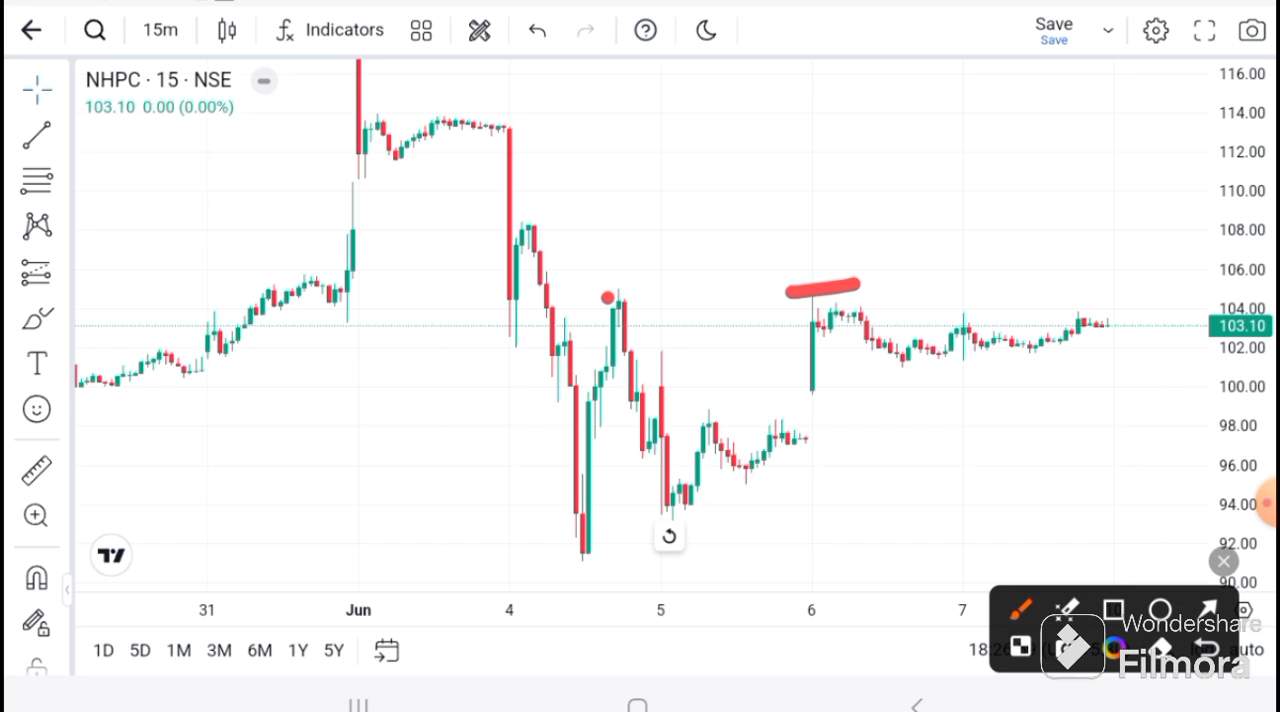 15m
Indicators
Save
Save
NHPC · 15 · NSE
103.10 0.00 (0.00%)
116.00
114.00
112.00
110.00
108.00
106.00
104.00
103.10
102.00
100.00
98.00
96.00
94.00
92.00
90.00
31 Jun 4 5 6 7 10
1D 5D 1M 3M 6M 1Y 5Y
auto
Wondershare
Filmora